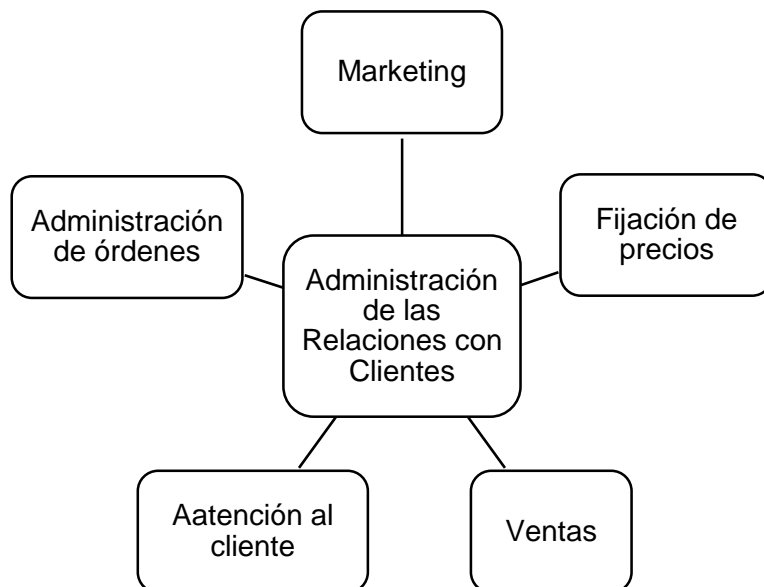 Marketing
Administración
de órdenes
Fijación de
precios
Administración
de las
Relaciones con
Clientes
Aatención al
cliente
Ventas